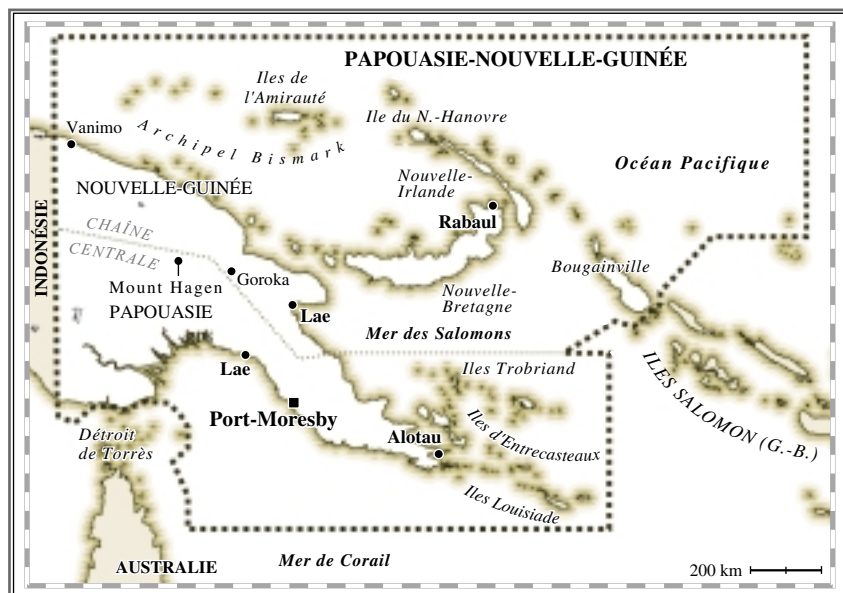 PAPOUASIE-NOUVELLE-GUINÉE
Iles de
l'Amirauté
Ile du N.-Hanovre
Vanimo
Archipel Bismark
Océan Pacifique
NOUVELLE-GUINÉE
Nouvelle-
Irlande
Rabaul
INDONÉSIE
CHAÎNE
CENTRALE
Goroka
Bougainville
Mount Hagen
Nouvelle-
Bretagne
PAPOUASIE
Lae
Mer des Salomons
Lae
Iles Trobriand
ILES SALOMON (G.-B.)
Port-Moresby
Iles d'Entrecasteaux
Alotau
Détroit
de Torrès
Iles Louisiade
Mer de Corail
AUSTRALIE
200 km